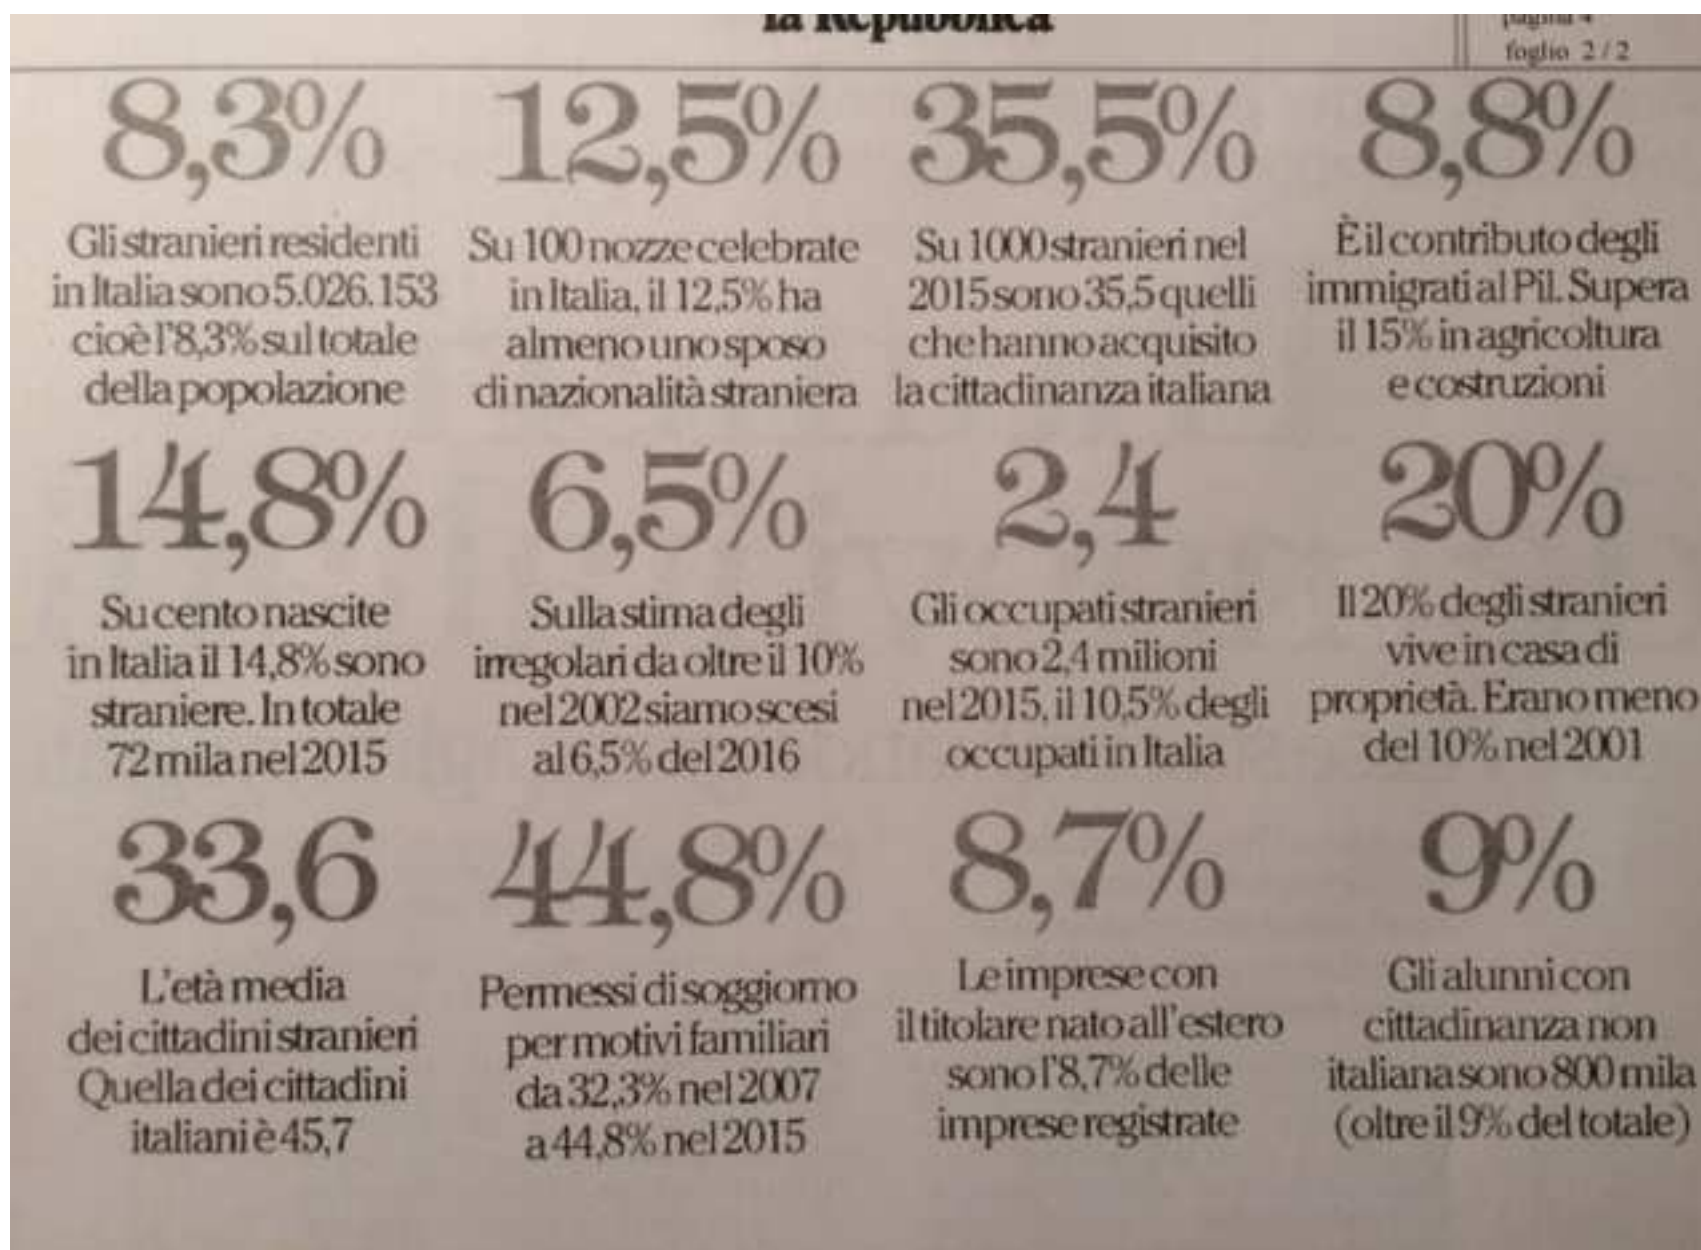 la Repubblica
pagina 4
foglio 2 / 2
8,3%
Gli stranieri residenti
in Italia sono 5.026.153
cioè l'8,3% sul totale
della popolazione
12,5%
Su 100 nozze celebrate
in Italia, il 12,5% ha
almeno uno sposo
di nazionalità straniera
35,5%
Su 1000 stranieri nel
2015 sono 35,5 quelli
che hanno acquisito
la cittadinanza italiana
8,8%
È il contributo degli
immigrati al Pil. Supera
il 15% in agricoltura
e costruzioni
14,8%
Su cento nascite
in Italia il 14,8% sono
straniere. In totale
72 mila nel 2015
6,5%
Sulla stima degli
irregolari da oltre il 10%
nel 2002 siamo scesi
al 6,5% del 2016
2,4
Gli occupati stranieri
sono 2,4 milioni
nel 2015, il 10,5% degli
occupati in Italia
20%
Il 20% degli stranieri
vive in casa di
proprietà. Erano meno
del 10% nel 2001
33,6
L'età media
dei cittadini stranieri
Quella dei cittadini
italiani è 45,7
44,8%
Permessi di soggiorno
per motivi familiari
da 32,3% nel 2007
a 44,8% nel 2015
8,7%
Le imprese con
il titolare nato all'estero
sono l'8,7% delle
imprese registrate
9%
Gli alunni con
cittadinanza non
italiana sono 800 mila
(oltre il 9% del totale)